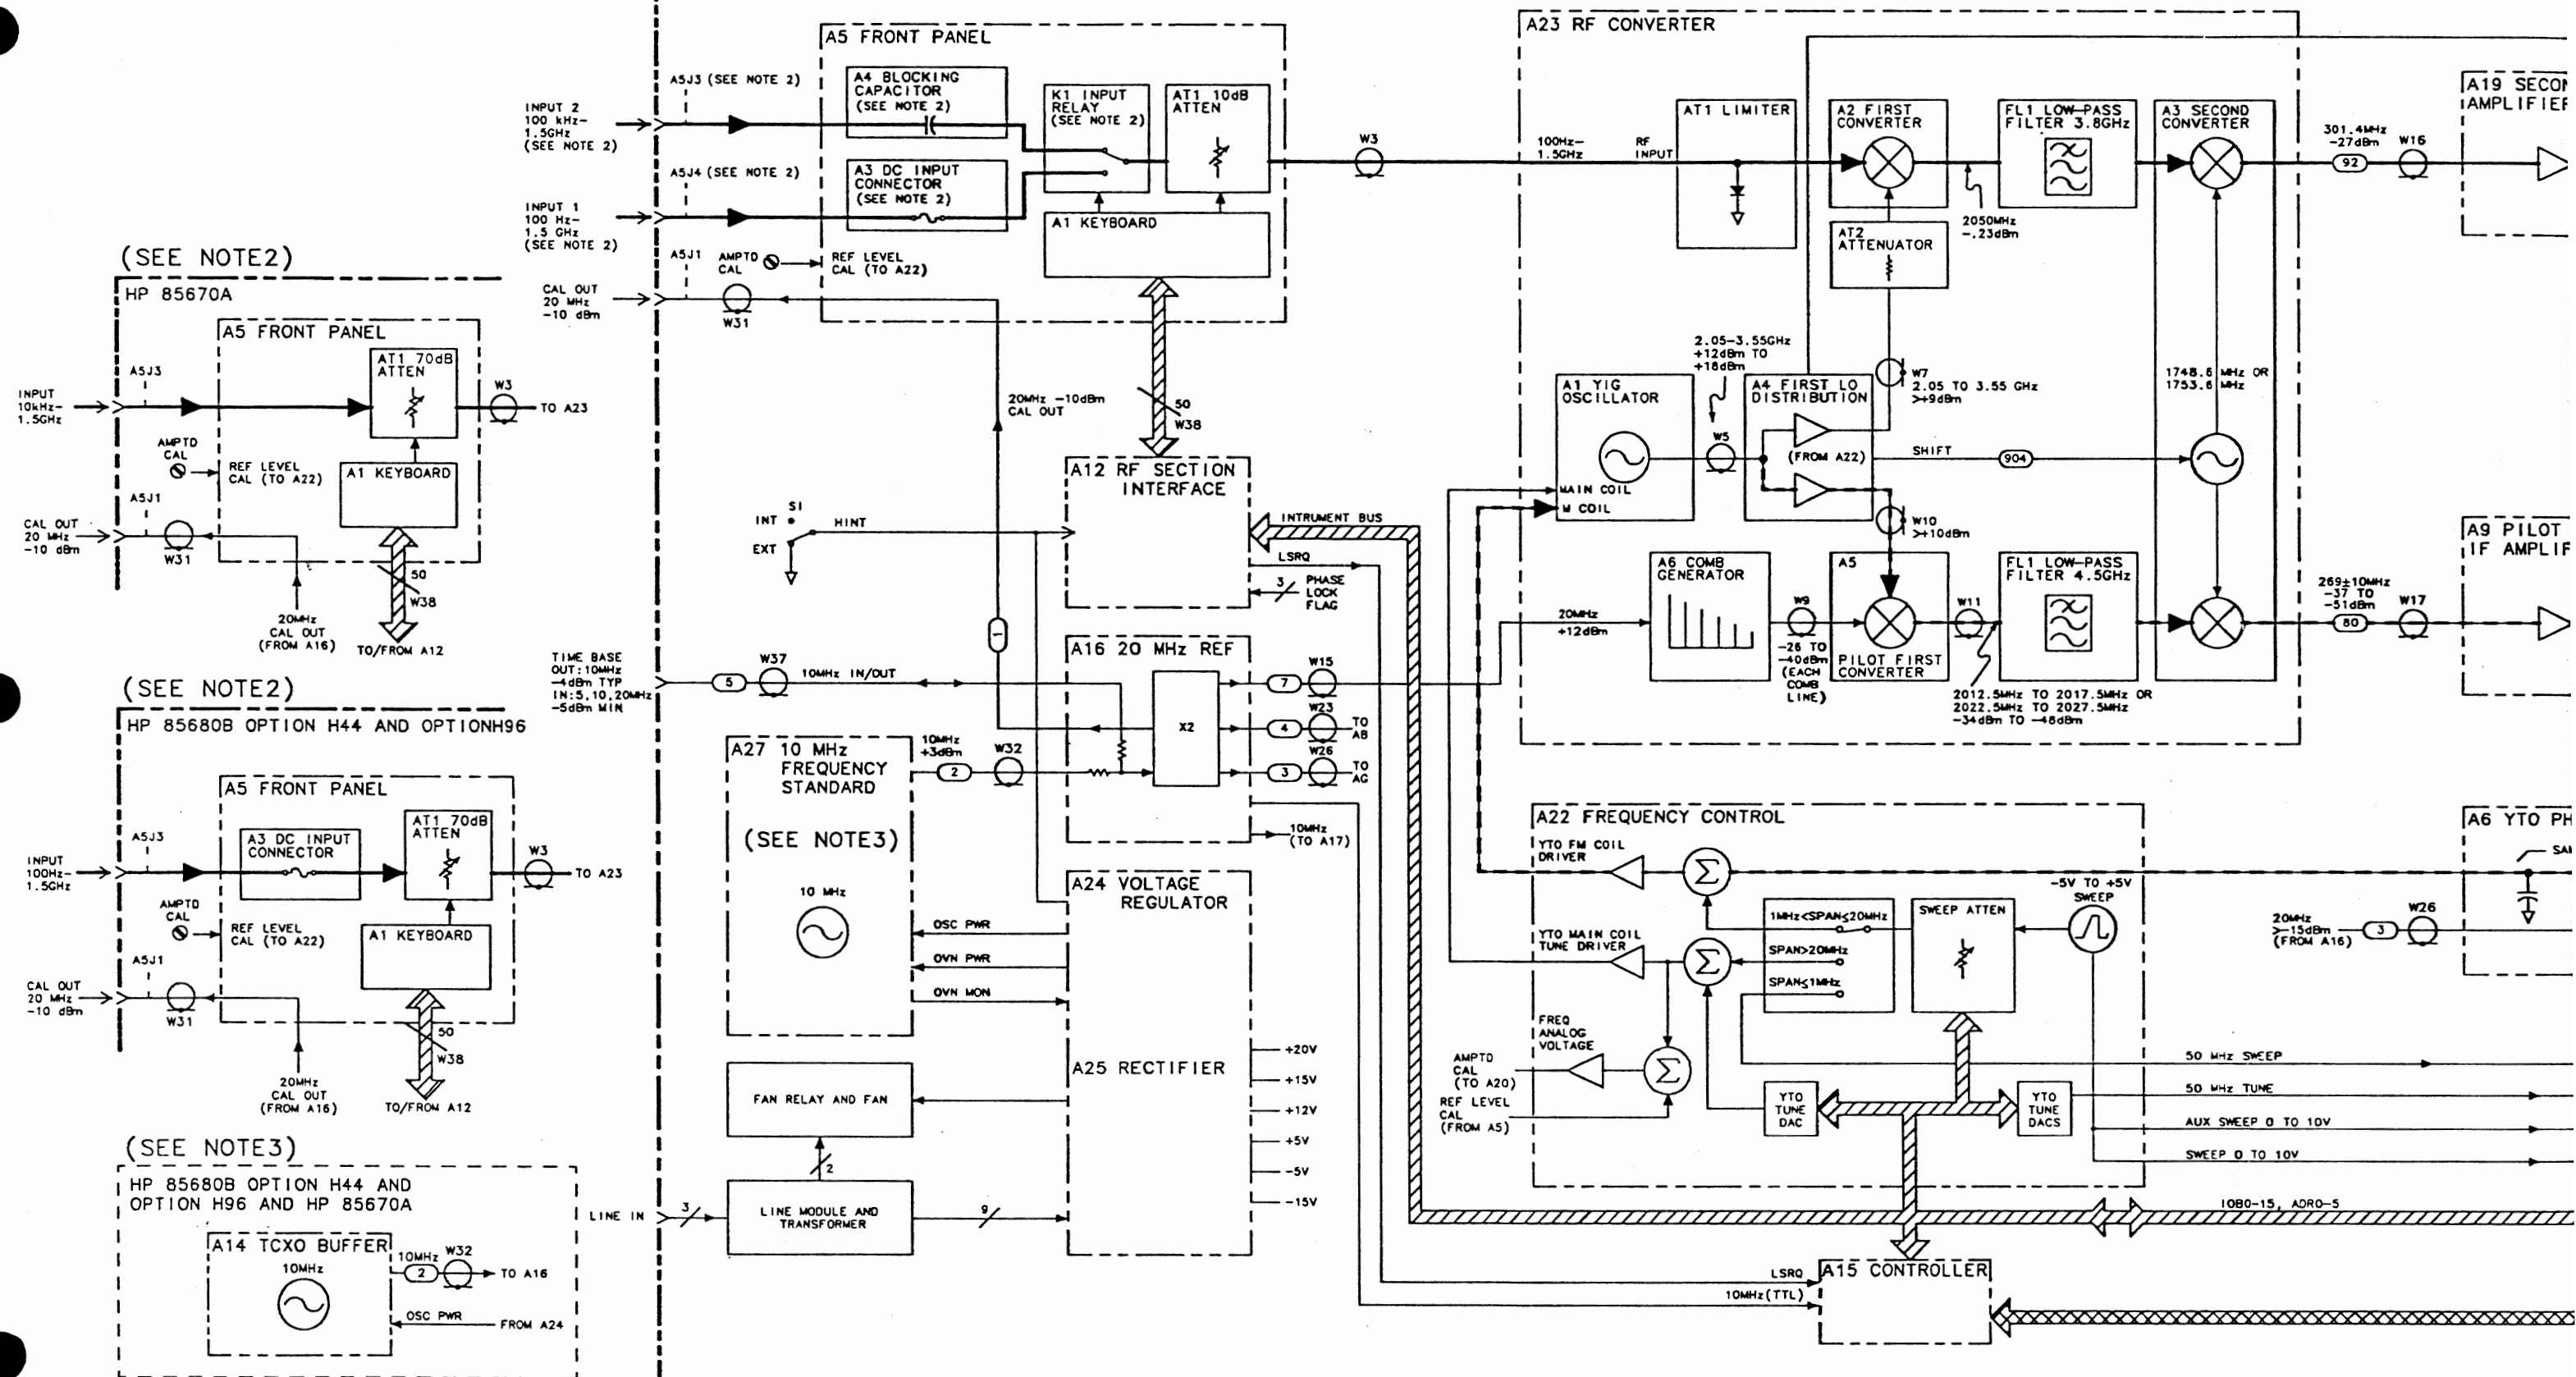 (SEE NOTE2)
HP 85670A
A5 FRONT PANEL
AT1 70dB
ATTEN
A5J3
INPUT
10kHz-
1.5GHz
W3
TO A23
AMPTD
CAL
REF LEVEL
CAL (TO A22)
A1 KEYBOARD
A5J1
CAL OUT
20 MHz
-10 dBm
W31
50
W38
20MHz
CAL OUT
(FROM A16)
TO/FROM A12
(SEE NOTE2)
HP 85680B OPTION H44 AND OPTIONH96
A5 FRONT PANEL
AT1 70dB
ATTEN
A5J3
A3 DC INPUT
CONNECTOR
INPUT
100Hz-
1.5GHz
W3
TO A23
AMPTD
CAL
REF LEVEL
CAL (TO A22)
A1 KEYBOARD
A5J1
CAL OUT
20 MHz
-10 dBm
W31
50
W38
20MHz
CAL OUT
(FROM A16)
TO/FROM A12
(SEE NOTE3)
HP 85680B OPTION H44 AND
OPTION H96 AND HP 85670A
A14 TCXO BUFFER
10MHz
10MHz
2
W32
TO A16
OSC PWR
FROM A24
A5 FRONT PANEL
A5J3 (SEE NOTE 2)
INPUT 2
100 kHz-
1.5GHz
(SEE NOTE 2)
A4 BLOCKING
CAPACITOR
(SEE NOTE 2)
K1 INPUT
RELAY
(SEE NOTE 2)
AT1 10dB
ATTEN
W3
A5J4 (SEE NOTE 2)
A3 DC INPUT
CONNECTOR
(SEE NOTE 2)
INPUT 1
100 Hz-
1.5 GHz
(SEE NOTE 2)
A1 KEYBOARD
A5J1
AMPTD
CAL
REF LEVEL
CAL (TO A22)
CAL OUT
20 MHz
-10 dBm
W31
20MHz -10dBm
CAL OUT
50
W38
A12 RF SECTION
INTERFACE
S1
INT
EXT
HINT
INTRUMENT BUS
LSRQ
3
PHASE
LOCK
FLAG
1
TIME BASE
OUT:10MHz
-4dBm TYP
IN:5,10,20MHz
-5dBm MIN
5
W37
10MHz IN/OUT
A16 20 MHz REF
X2
7
W15
4
W23
TO
A8
3
W26
TO
AG
10MHz
(TO A17)
A27 10 MHz
FREQUENCY
STANDARD
(SEE NOTE3)
10 MHz
10MHz
+3dBm
2
W32
A24 VOLTAGE
REGULATOR
OSC PWR
OVN PWR
OVN MON
A25 RECTIFIER
+20V
+15V
+12V
+5V
-5V
-15V
FAN RELAY AND FAN
2
LINE IN
3
LINE MODULE AND
TRANSFORMER
9
A23 RF CONVERTER
100Hz-
1.5GHz
RF
INPUT
AT1 LIMITER
A2 FIRST
CONVERTER
FL1 LOW-PASS
FILTER 3.8GHz
A3 SECOND
CONVERTER
301.4MHz
-27dBm
92
W16
AT2
ATTENUATOR
2050MHz
-.23dBm
2.05-3.55GHz
+12dBm TO
+18dBm
A1 YIG
OSCILLATOR
W5
A4 FIRST LO
DISTRIBUTION
(FROM A22)
W7
2.05 TO 3.55 GHz
>+9dBm
1748.6 MHz OR
1753.6 MHz
SHIFT
904
MAIN COIL
M COIL
W10
>+10dBm
A6 COMB
GENERATOR
20MHz
+12dBm
W9
-26 TO
-40dBm
(EACH
COMB
LINE)
A5
PILOT FIRST
CONVERTER
W11
FL1 LOW-PASS
FILTER 4.5GHz
2012.5MHz TO 2017.5MHz OR
2022.5MHz TO 2027.5MHz
-34dBm TO -48dBm
269±10MHz
-37 TO
-51dBm
80
W17
A19 SECON
AMPLIFIER
A9 PILOT
IF AMPLIF
A22 FREQUENCY CONTROL
YTO FM COIL
DRIVER
Σ
-5V TO +5V
SWEEP
1MHz<SPAN≤20MHz
SPAN>20MHz
SPAN≤1MHz
SWEEP ATTEN
YTO MAIN COIL
TUNE DRIVER
Σ
FREQ
ANALOG
VOLTAGE
AMPTD
CAL
(TO A20)
Σ
REF LEVEL
CAL
(FROM A5)
YTO
TUNE
DAC
YTO
TUNE
DACS
50 MHz SWEEP
50 MHz TUNE
AUX SWEEP 0 TO 10V
SWEEP 0 TO 10V
IOB0-15, ADR0-5
A6 YTO PH
SAM
20MHz
>-15dBm
(FROM A16)
3
W26
LSRQ
10MHz(TTL)
A15 CONTROLLER